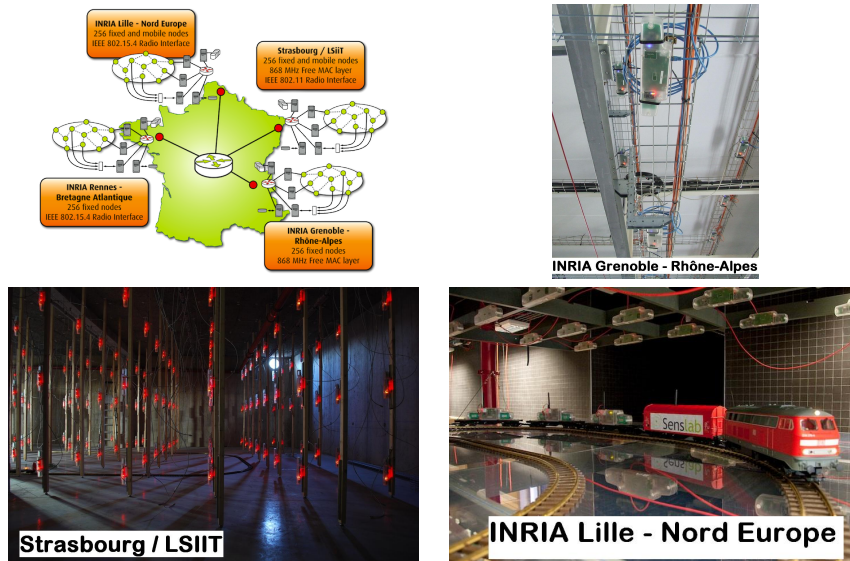 INRIA Lille - Nord Europe
256 fixed and mobile nodes
IEEE 802.15.4 Radio Interface
Strasbourg / LSiiT
256 fixed and mobile nodes
868 MHz Free MAC layer
IEEE 802.11 Radio Interface
INRIA Rennes -
Bretagne Atlantique
256 fixed nodes
IEEE 802.15.4 Radio Interface
INRIA Grenoble -
Rhône-Alpes
256 fixed nodes
868 MHz Free MAC layer
INRIA Grenoble - Rhône-Alpes
Strasbourg / LSIIT
Senslab
INRIA Lille - Nord Europe